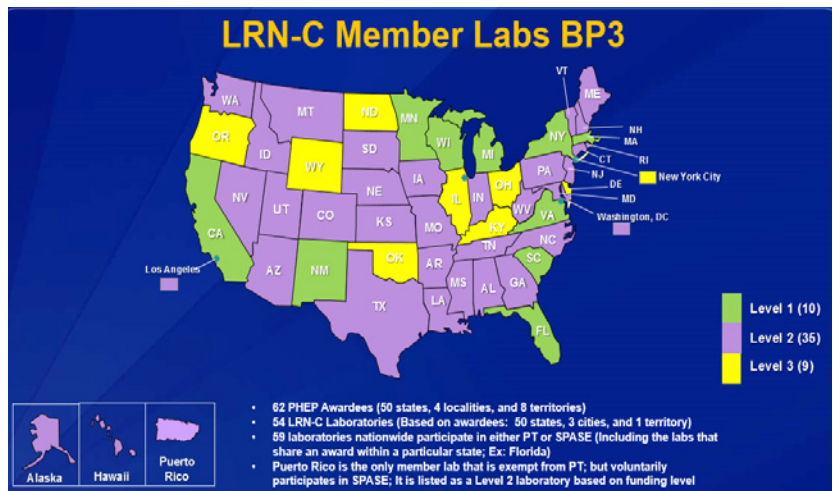 LRN-C Member Labs BP3
VT
WA
ME
MT
ND
MN
OR
NH
ID
SD
WI
NY
MA
WY
MI
RI
CT
New York City
IA
PA
NE
NJ
NV
OH
DE
IL
IN
MD
UT
CO
WV
VA
Washington, DC
KS
MO
KY
CA
NC
TN
Los Angeles
OK
AZ
NM
AR
SC
MS
AL
GA
TX
LA
FL
Level 1 (10)
Level 2 (35)
Level 3 (9)
Alaska
Hawaii
Puerto
Rico
• 62 PHEP Awardees (50 states, 4 localities, and 8 territories)
• 54 LRN-C Laboratories (Based on awardees: 50 states, 3 cities, and 1 territory)
• 59 laboratories nationwide participate in either PT or SPASE (Including the labs that
share an award within a particular state; Ex: Florida)
• Puerto Rico is the only member lab that is exempt from PT; but voluntarily
participates in SPASE; It is listed as a Level 2 laboratory based on funding level